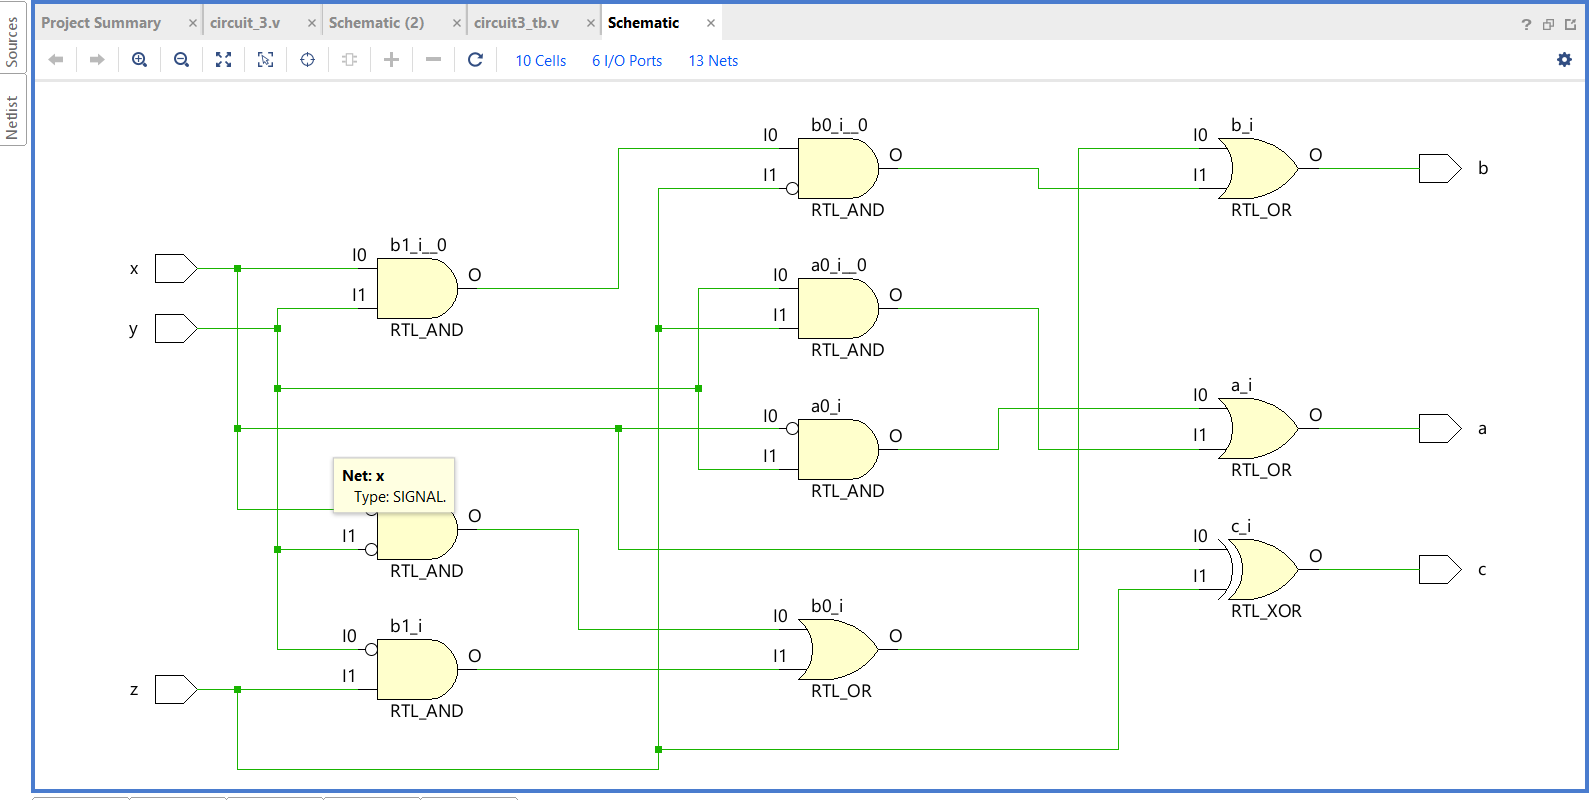 Sources
Netlist
Project Summary × circuit_3.v × Schematic (2) × circuit3_tb.v × Schematic ×
?
10 Cells 6 I/O Ports 13 Nets
b0_i__0
I0
I1
O
RTL_AND
b_i
I0
I1
O
RTL_OR
b
x
y
b1_i__0
I0
I1
O
RTL_AND
a0_i__0
I0
I1
O
RTL_AND
a0_i
I0
I1
O
RTL_AND
a_i
I0
I1
O
RTL_OR
a
Net: x
Type: SIGNAL.
I1
O
RTL_AND
c_i
I0
I1
O
RTL_XOR
c
z
b1_i
I0
I1
O
RTL_AND
b0_i
I0
I1
O
RTL_OR